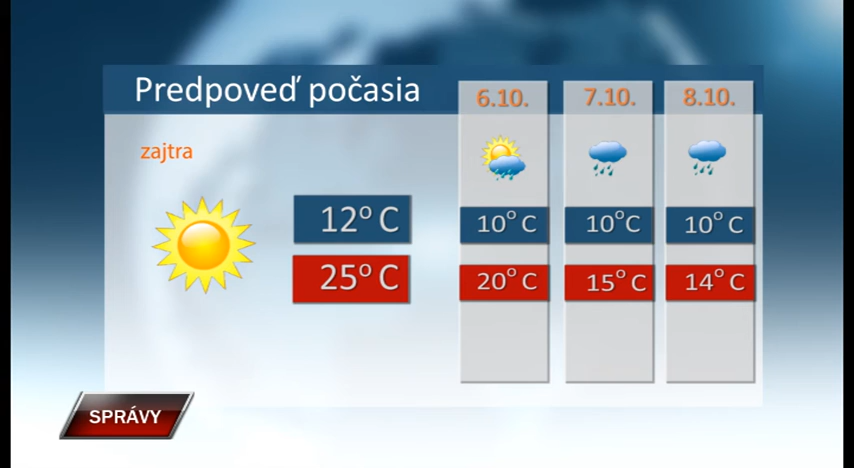 Predpoveď počasia
zajtra
12° C
25° C
6.10.
10° C
20° C
7.10.
10°C
15° C
8.10.
10° C
14° C
SPRÁVY